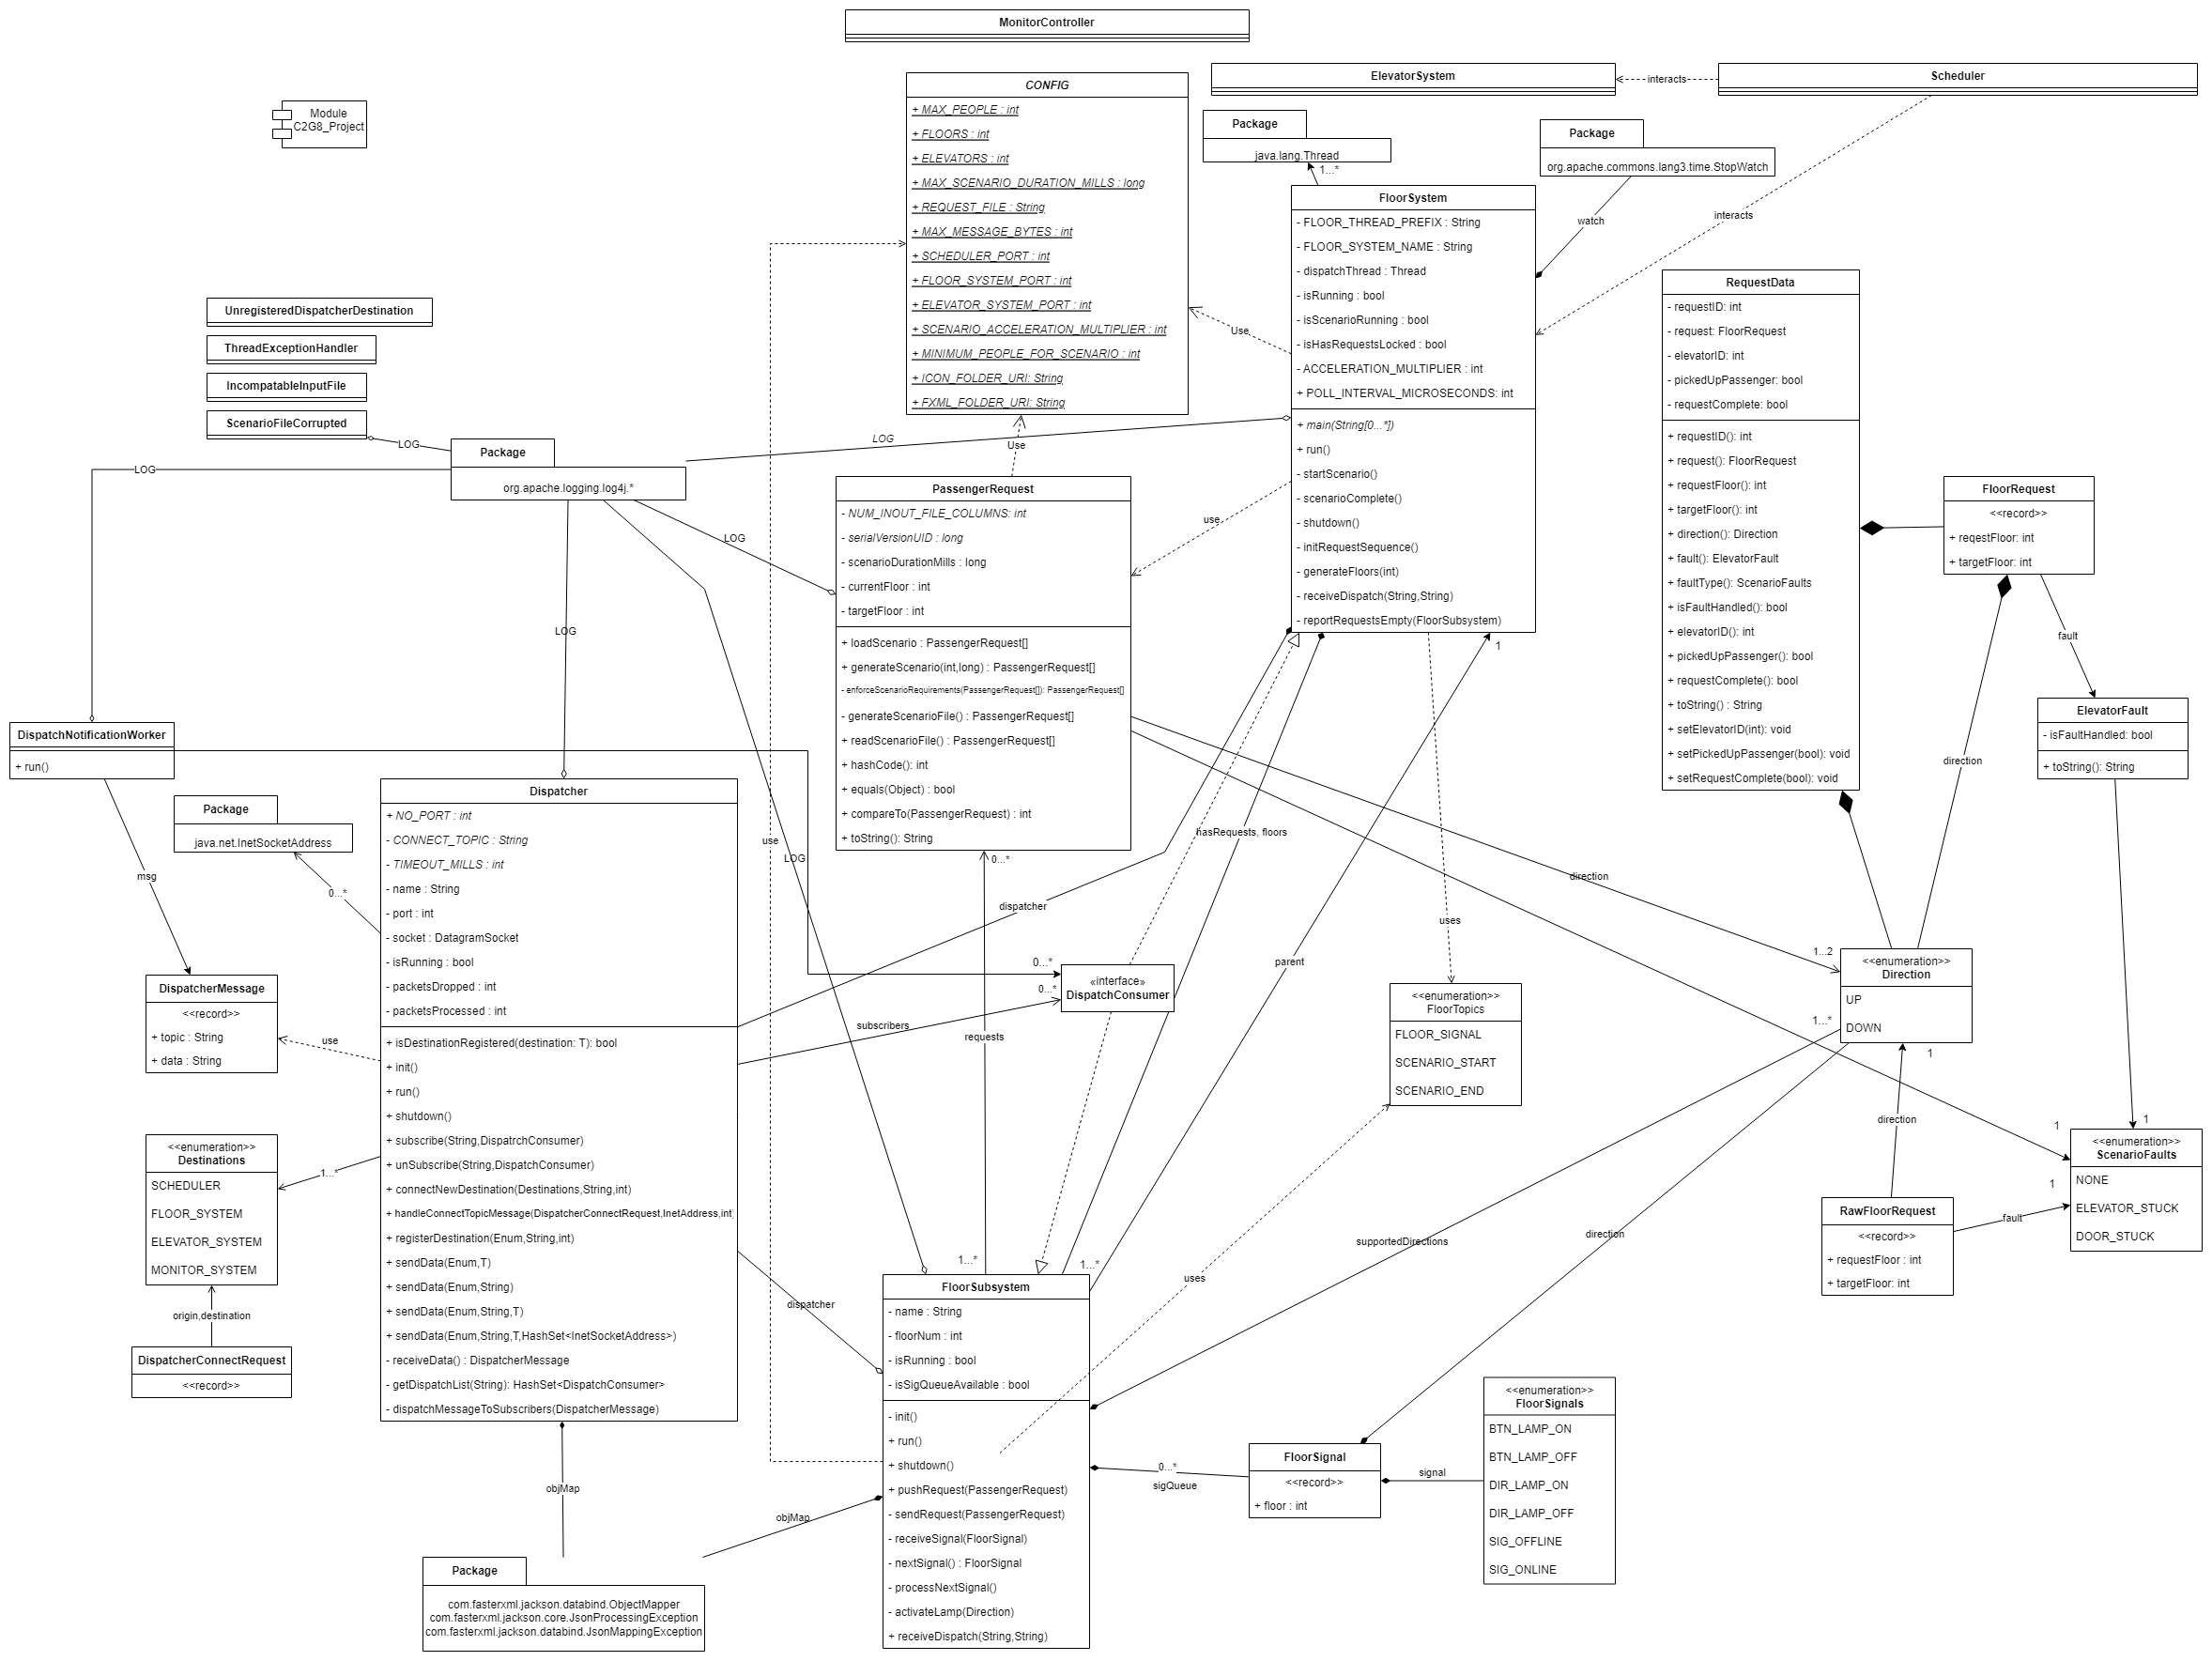 MonitorController
ElevatorSystem
interacts
Scheduler
interacts
Module
C2G8_Project
CONFIG
+ MAX_PEOPLE : int
+ FLOORS : int
+ ELEVATORS : int
+ MAX_SCENARIO_DURATION_MILLS : long
+ REQUEST_FILE : String
+ MAX_MESSAGE_BYTES : int
+ SCHEDULER_PORT : int
+ FLOOR_SYSTEM_PORT : int
+ ELEVATOR_SYSTEM_PORT : int
+ SCENARIO_ACCELERATION_MULTIPLIER : int
+ MINIMUM_PEOPLE_FOR_SCENARIO : int
+ ICON_FOLDER_URI: String
+ FXML_FOLDER_URI: String
Package
java.lang.Thread
1...*
Package
org.apache.commons.lang3.time.StopWatch
watch
FloorSystem
- FLOOR_THREAD_PREFIX : String
- FLOOR_SYSTEM_NAME : String
- dispatchThread : Thread
- isRunning : bool
- isScenarioRunning : bool
- isHasRequestsLocked : bool
- ACCELERATION_MULTIPLIER : int
+ POLL_INTERVAL_MICROSECONDS: int
+ main(String[0...*])
+ run()
- startScenario()
- scenarioComplete()
- shutdown()
- initRequestSequence()
- generateFloors(int)
- receiveDispatch(String,String)
- reportRequestsEmpty(FloorSubsystem)
Use
Use
use
1
RequestData
- requestID: int
- request: FloorRequest
- elevatorID: int
- pickedUpPassenger: bool
- requestComplete: bool
+ requestID(): int
+ request(): FloorRequest
+ requestFloor(): int
+ targetFloor(): int
+ direction(): Direction
+ fault(): ElevatorFault
+ faultType(): ScenarioFaults
+ isFaultHandled(): bool
+ elevatorID(): int
+ pickedUpPassenger(): bool
+ requestComplete(): bool
+ toString() : String
+ setElevatorID(int): void
+ setPickedUpPassenger(bool): void
+ setRequestComplete(bool): void
FloorRequest
<<record>>
+ reqestFloor: int
+ targetFloor: int
fault
direction
ElevatorFault
- isFaultHandled: bool
+ toString(): String
UnregisteredDispatcherDestination
ThreadExceptionHandler
IncompatableInputFile
ScenarioFileCorrupted
LOG
LOG
LOG
LOG
LOG
LOG
Package
org.apache.logging.log4j.*
PassengerRequest
- NUM_INOUT_FILE_COLUMNS: int
- serialVersionUID : long
- scenarioDurationMills : long
- currentFloor : int
- targetFloor : int
+ loadScenario : PassengerRequest[]
+ generateScenario(int,long) : PassengerRequest[]
- enforceScenarioRequirements(PassengerRequest[]): PassengerRequest[]
- generateScenarioFile() : PassengerRequest[]
+ readScenarioFile() : PassengerRequest[]
+ hashCode(): int
+ equals(Object) : bool
+ compareTo(PassengerRequest) : int
+ toString(): String
0...*
DispatchNotificationWorker
+ run()
msg
Package
java.net.InetSocketAddress
0...*
Dispatcher
+ NO_PORT : int
- CONNECT_TOPIC : String
- TIMEOUT_MILLS : int
- name : String
- port : int
- socket : DatagramSocket
- isRunning : bool
- packetsDropped : int
- packetsProcessed : int
+ isDestinationRegistered(destination: T): bool
+ init()
+ run()
+ shutdown()
+ subscribe(String,DispatrchConsumer)
+ unSubscribe(String,DispatchConsumer)
+ connectNewDestination(Destinations,String,int)
+ handleConnectTopicMessage(DispatcherConnectRequest,InetAddress,int)
+ registerDestination(Enum,String,int)
+ sendData(Enum,T)
+ sendData(Enum,String)
+ sendData(Enum,String,T)
+ sendData(Enum,String,T,HashSet<InetSocketAddress>)
- receiveData() : DispatcherMessage
- getDispatchList(String): HashSet<DispatchConsumer>
- dispatchMessageToSubscribers(DispatcherMessage)
use
hasRequests, floors
dispatcher
direction
DispatcherMessage
<<record>>
+ topic : String
+ data : String
use
0...*
0...*
«interface»
DispatchConsumer
subscribers
requests
parent
uses
<<enumeration>>
FloorTopics
FLOOR_SIGNAL
SCENARIO_START
SCENARIO_END
1...2
1...*
<<enumeration>>
Direction
UP
DOWN
1
direction
<<enumeration>>
Destinations
SCHEDULER
FLOOR_SYSTEM
ELEVATOR_SYSTEM
MONITOR_SYSTEM
1...*
origin,destination
DispatcherConnectRequest
<<record>>
1
1
1
<<enumeration>>
ScenarioFaults
NONE
ELEVATOR_STUCK
DOOR_STUCK
RawFloorRequest
<<record>>
+ requestFloor : int
+ targetFloor: int
fault
supportedDirections
direction
uses
dispatcher
1...*
1...*
FloorSubsystem
- name : String
- floorNum : int
- isRunning : bool
- isSigQueueAvailable : bool
- init()
+ run()
+ shutdown()
+ pushRequest(PassengerRequest)
- sendRequest(PassengerRequest)
- receiveSignal(FloorSignal)
- nextSignal() : FloorSignal
- processNextSignal()
- activateLamp(Direction)
+ receiveDispatch(String,String)
0...*
sigQueue
FloorSignal
<<record>>
+ floor : int
signal
<<enumeration>>
FloorSignals
BTN_LAMP_ON
BTN_LAMP_OFF
DIR_LAMP_ON
DIR_LAMP_OFF
SIG_OFFLINE
SIG_ONLINE
objMap
objMap
Package
com.fasterxml.jackson.databind.ObjectMapper
com.fasterxml.jackson.core.JsonProcessingException
com.fasterxml.jackson.databind.JsonMappingException